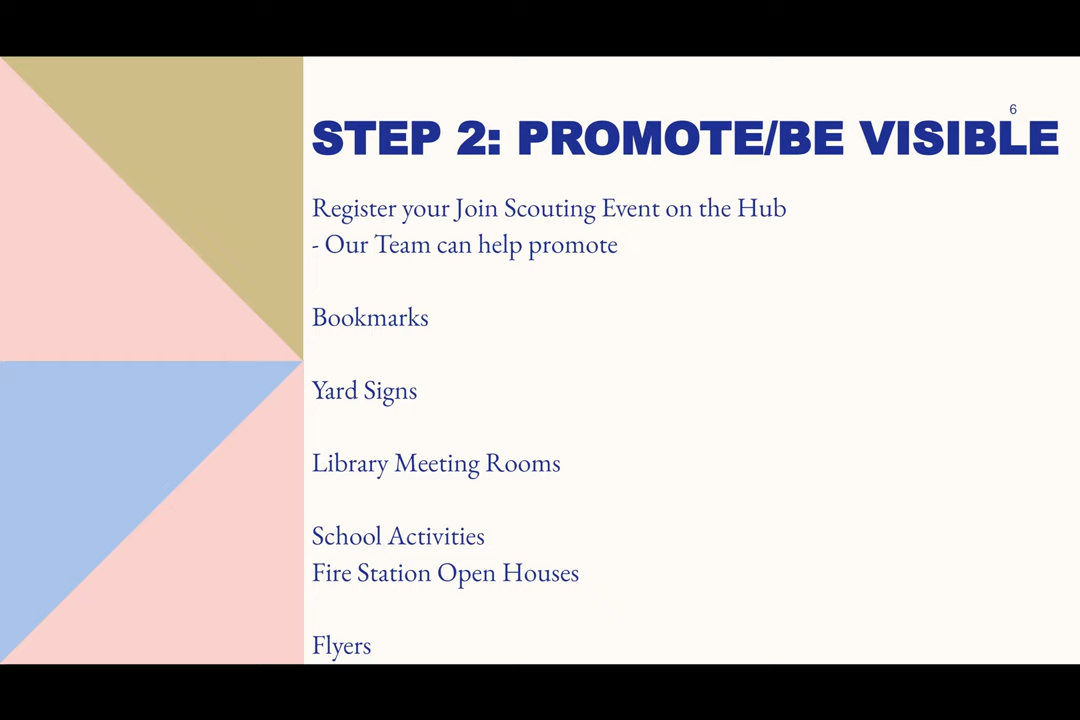 6
STEP 2: PROMOTE/BE VISIBLE
Register your Join Scouting Event on the Hub
- Our Team can help promote
Bookmarks
Yard Signs
Library Meeting Rooms
School Activities
Fire Station Open Houses
Flyers